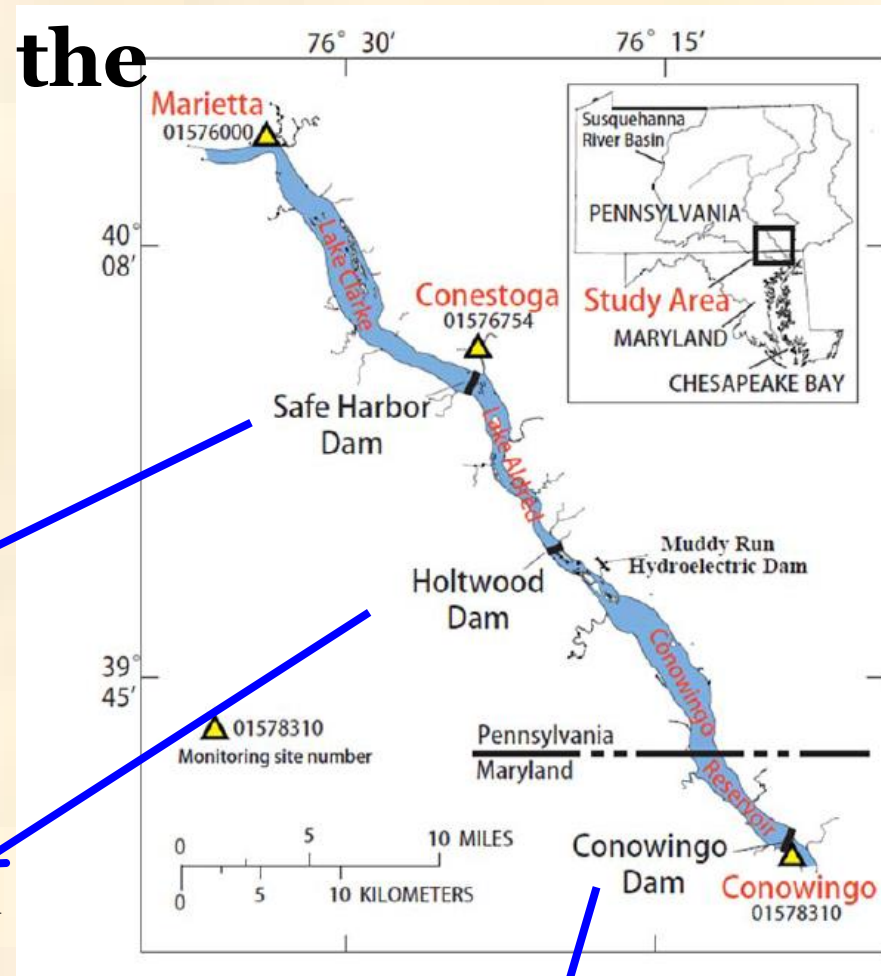 the
76° 30′
76° 15′
Marietta
01576000
Susquehanna
River Basin
PENNSYLVANIA
Study Area
MARYLAND
CHESAPEAKE BAY
40°
08′
Lake Clarke
Conestoga
01576754
Safe Harbor
Dam
Lake Aldred
Muddy Run
Hydroelectric Dam
Holtwood
Dam
39°
45′
Conowingo
Reservoir
01578310
Monitoring site number
Pennsylvania
Maryland
0 5 10 MILES
0 5 10 KILOMETERS
Conowingo
Dam
Conowingo
01578310